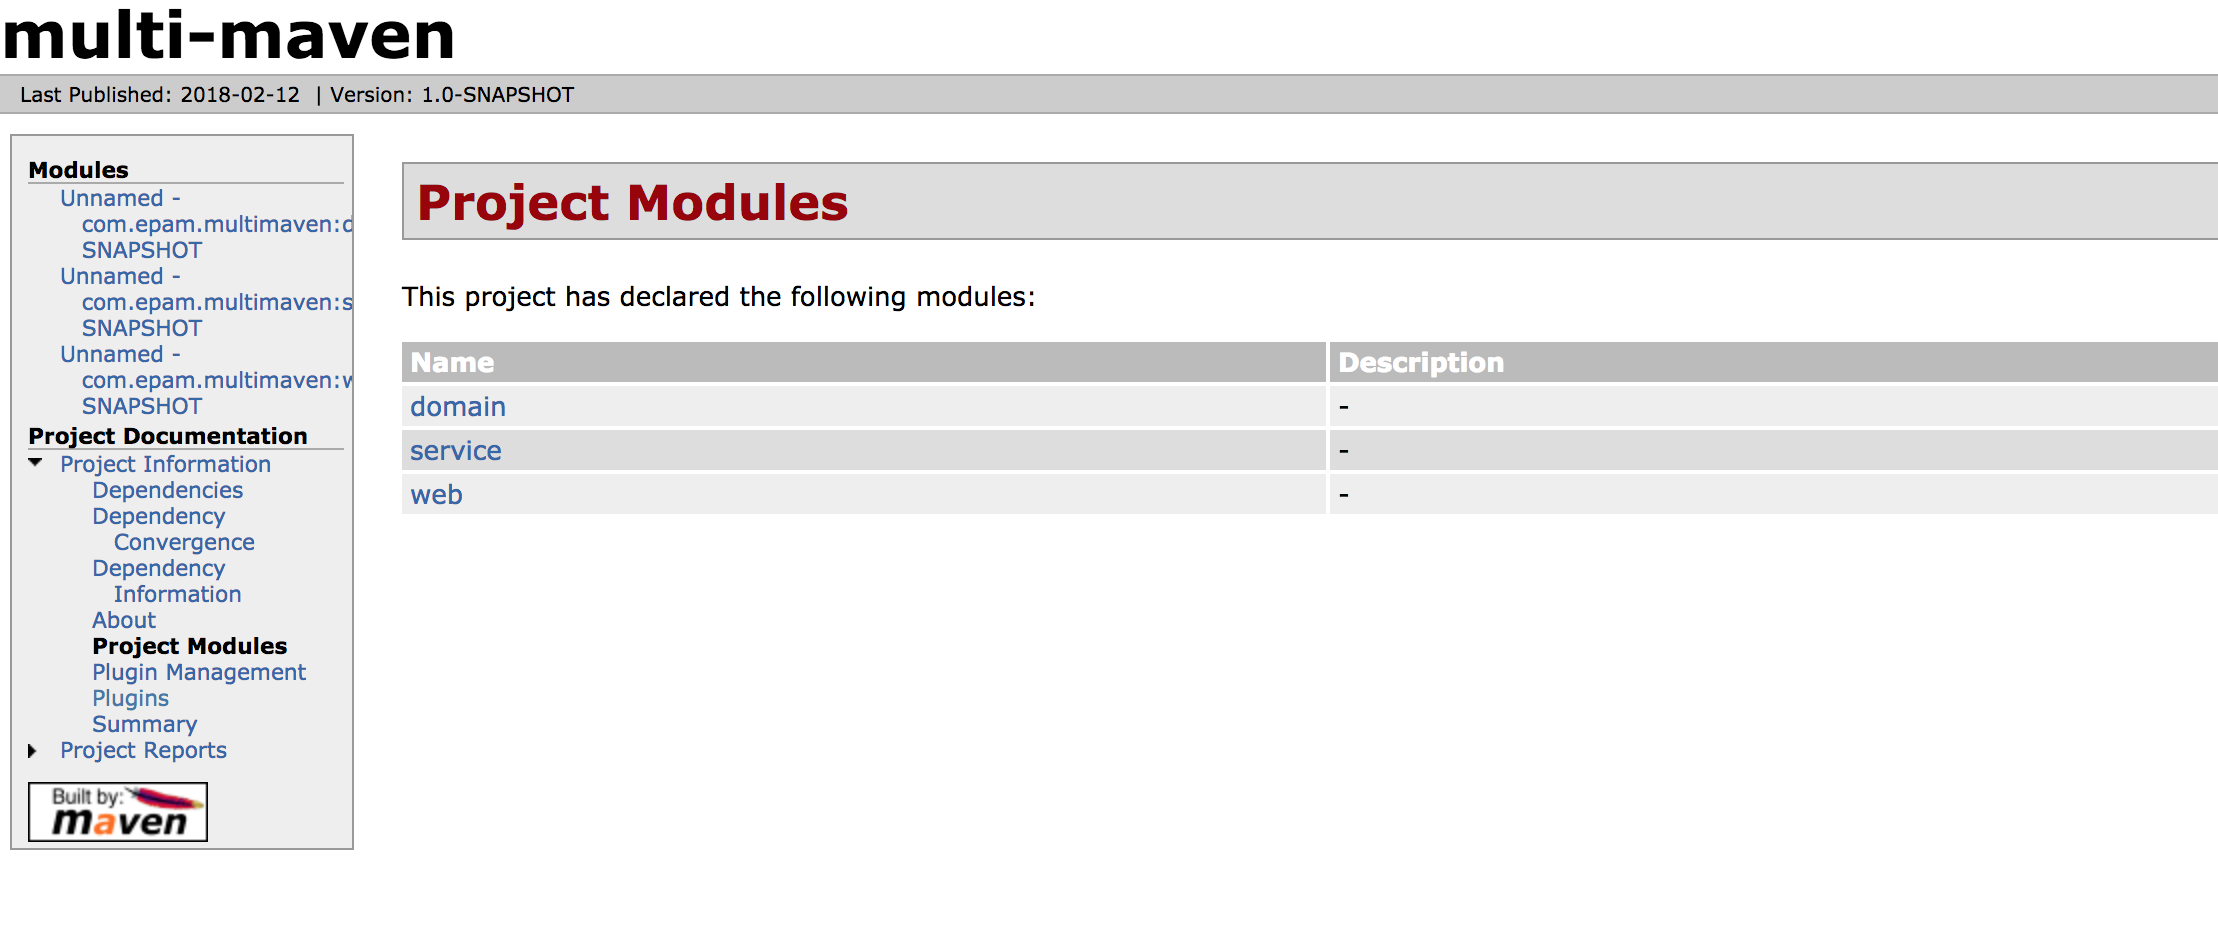 multi-maven
Last Published: 2018-02-12 | Version: 1.0-SNAPSHOT
Modules
Unnamed -
com.epam.multimaven:d
SNAPSHOT
Unnamed -
com.epam.multimaven:s
SNAPSHOT
Unnamed -
com.epam.multimaven:w
SNAPSHOT
Project Documentation
Project Information
Dependencies
Dependency
Convergence
Dependency
Information
About
Project Modules
Plugin Management
Plugins
Summary
Project Reports
Built by:
maven
Project Modules
This project has declared the following modules:
Name Description
domain -
service -
web -